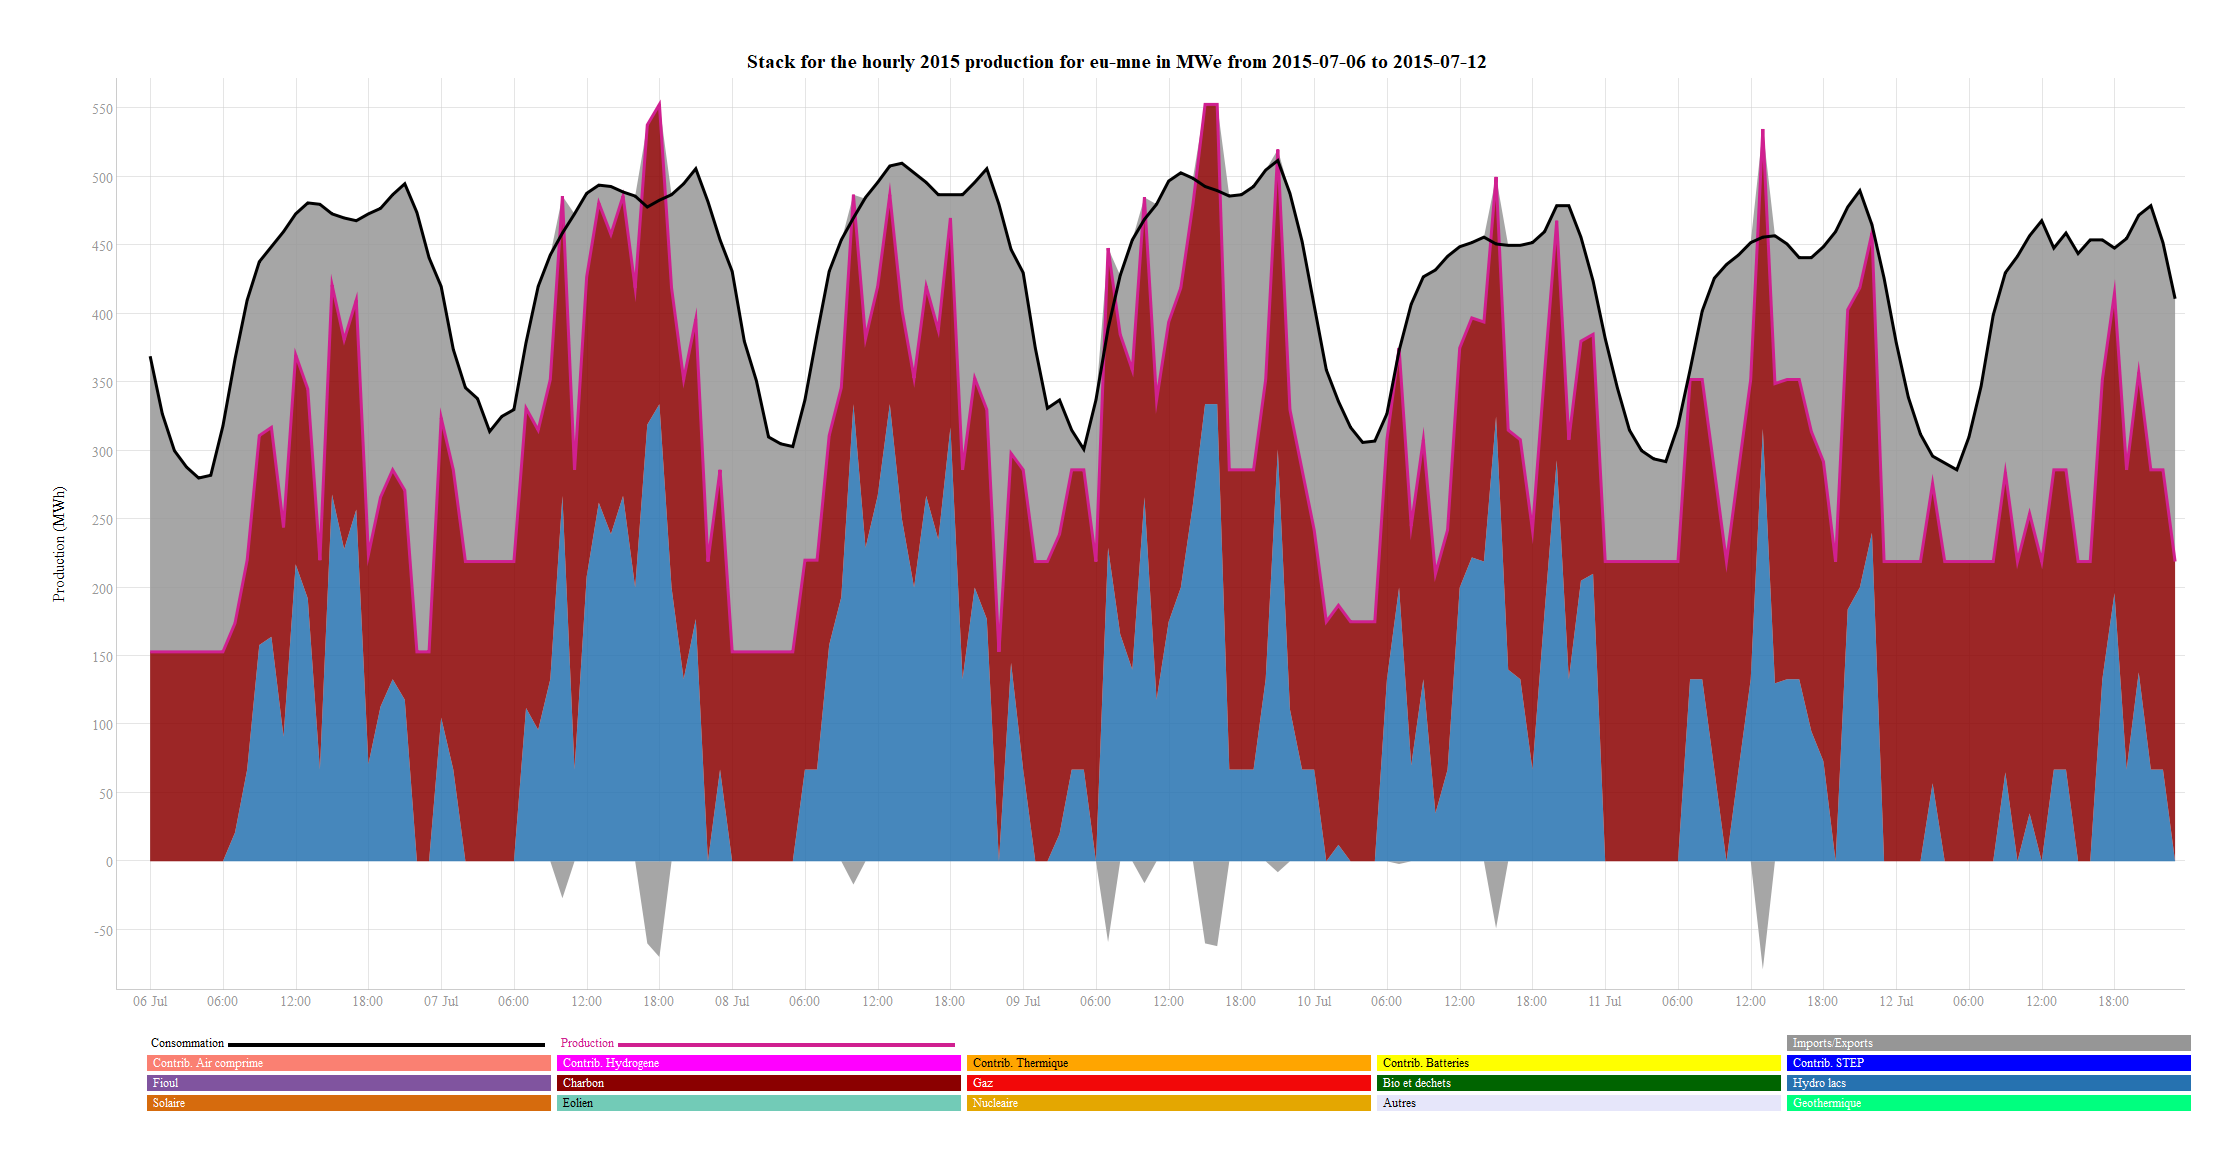 Stack for the hourly 2015 production for eu-mne in MWe from 2015-07-06 to 2015-07-12
550
500
450
400
350
300
250
200
150
100
50
0
-50
Production (MWh)
06 Jul 06:00 12:00 18:00 07 Jul 06:00 12:00 18:00 08 Jul 06:00 12:00 18:00 09 Jul 06:00 12:00 18:00 10 Jul 06:00 12:00 18:00 11 Jul 06:00 12:00 18:00 12 Jul 06:00 12:00 18:00
Consommation Production Imports/Exports
Contrib. Air comprime Contrib. Hydrogene Contrib. Thermique Contrib. Batteries Contrib. STEP
Fioul Charbon Gaz Bio et dechets Hydro lacs
Solaire Eolien Nucleaire Autres Geothermique